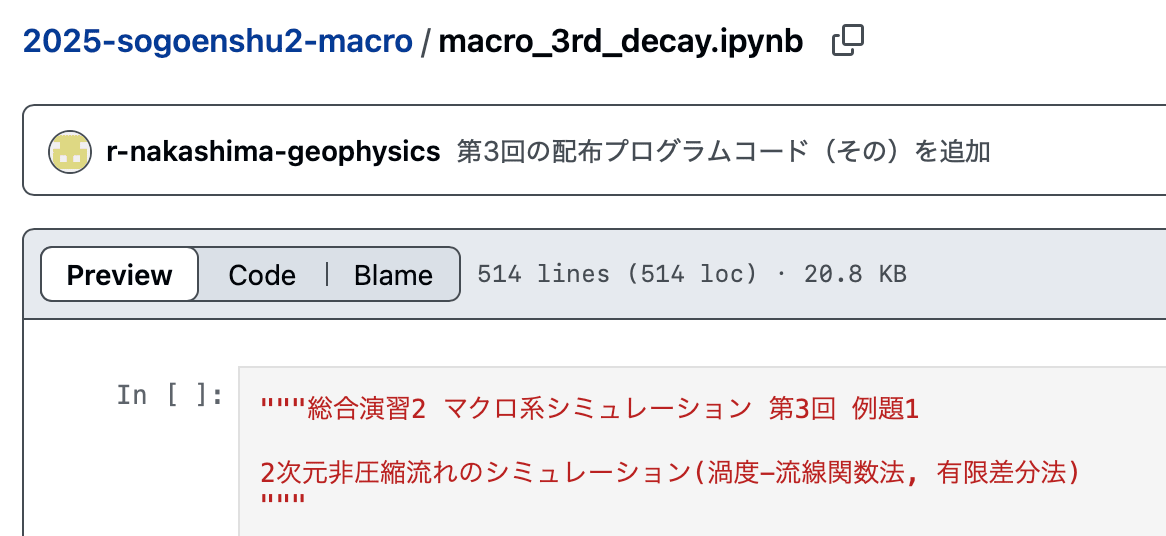 2025-sogoenshu2-macro / macro_3rd_decay.ipynb
r-nakashima-geophysics 第3回の配布プログラムコード（その）を追加
Preview Code Blame 514 lines (514 loc) · 20.8 KB
In [ ]:
"""総合演習2 マクロ系シミュレーション 第3回 例題1
2次元非圧縮流れのシミュレーション(渦度−流線関数法, 有限差分法)
"""